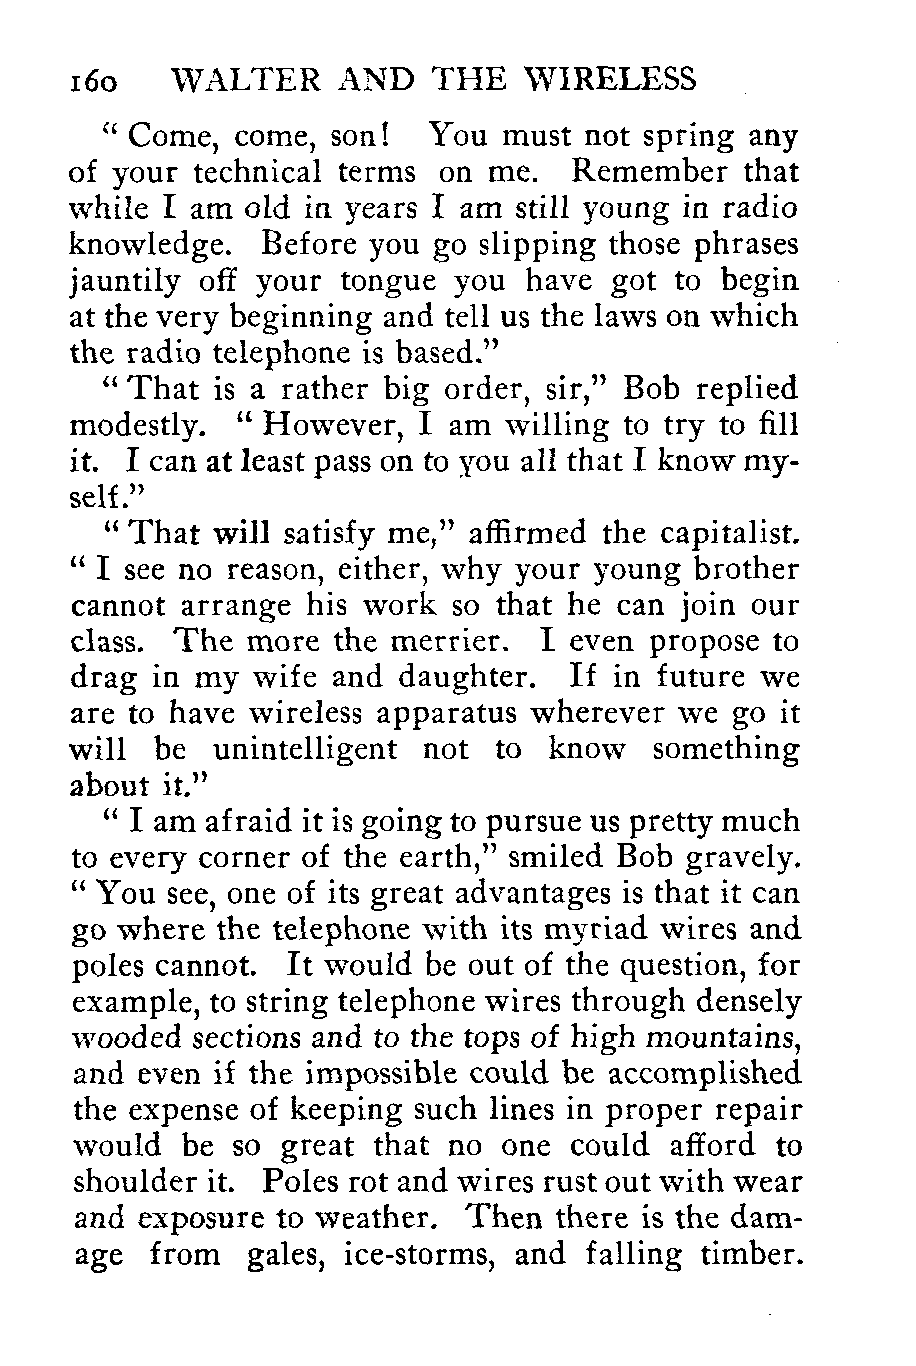 160 WALTER AND THE WIRELESS
“ Come, come, son! You must not spring any
of your technical terms on me. Remember that
while I am old in years I am still young in radio
knowledge. Before you go slipping those phrases
jauntily off your tongue you have got to begin
at the very beginning and tell us the laws on which
the radio telephone is based.”
“ That is a rather big order, sir,” Bob replied
modestly. “ However, I am willing to try to fill
it. I can at least pass on to you all that I know my-
self.”
“ That will satisfy me,” affirmed the capitalist.
“ I see no reason, either, why your young brother
cannot arrange his work so that he can join our
class. The more the merrier. I even propose to
drag in my wife and daughter. If in future we
are to have wireless apparatus wherever we go it
will be unintelligent not to know something
about it.”
“ I am afraid it is going to pursue us pretty much
to every corner of the earth,” smiled Bob gravely.
“ You see, one of its great advantages is that it can
go where the telephone with its myriad wires and
poles cannot. It would be out of the question, for
example, to string telephone wires through densely
wooded sections and to the tops of high mountains,
and even if the impossible could be accomplished
the expense of keeping such lines in proper repair
would be so great that no one could afford to
shoulder it. Poles rot and wires rust out with wear
and exposure to weather. Then there is the dam-
age from gales, ice-storms, and falling timber.